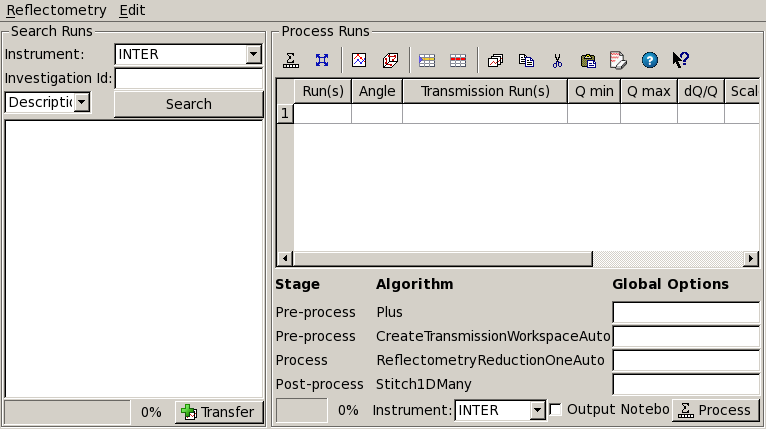 Reflectometry Edit
Search Runs
Instrument: INTER
Investigation Id:
Descriptic Search
0% Transfer
Process Runs
Run(s) Angle Transmission Run(s) Q min Q max dQ/Q Scal
1
Stage Algorithm Global Options
Pre-process Plus
Pre-process CreateTransmissionWorkspaceAuto
Process ReflectometryReductionOneAuto
Post-process Stitch1DMany
0% Instrument: INTER Output Notebo Process